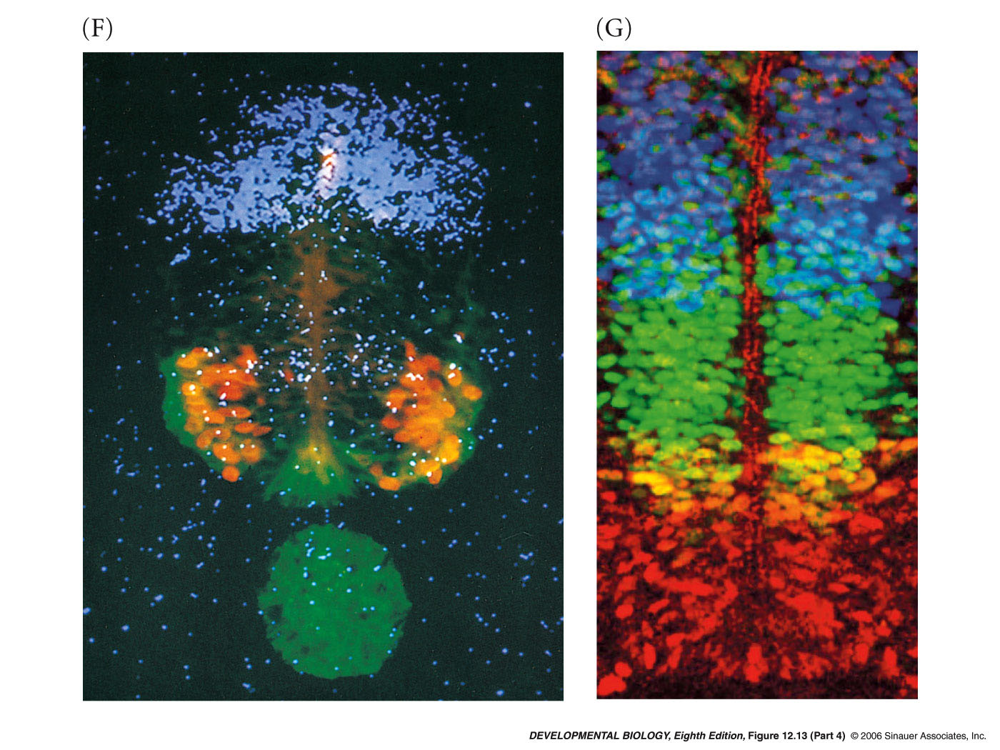 (F)
(G)
DEVELOPMENTAL BIOLOGY, Eighth Edition, Figure 12.13 (Part 4) © 2006 Sinauer Associates, Inc.